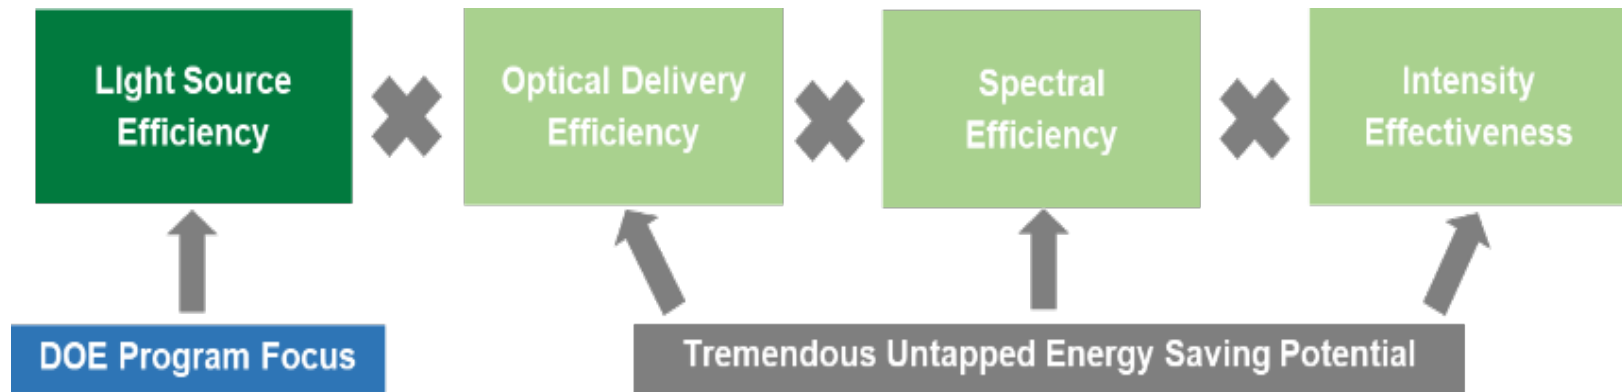 LIght Source
Efficiency
Optical Delivery
Efficiency
Spectral
Efficiency
Intensity
Effectiveness
DOE Program Focus
Tremendous Untapped Energy Saving Potential